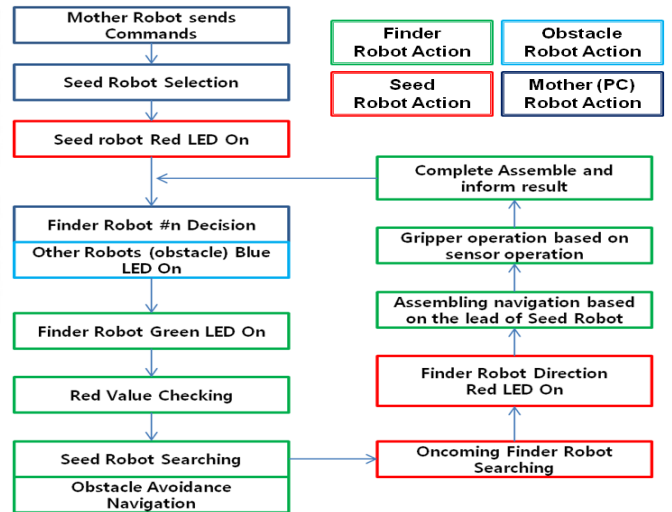 Mother Robot sends
Commands
Seed Robot Selection
Seed robot Red LED On
Finder Robot #n Decision
Other Robots (obstacle) Blue
LED On
Finder Robot Green LED On
Red Value Checking
Seed Robot Searching
Obstacle Avoidance
Navigation
Finder
Robot Action
Obstacle
Robot Action
Seed
Robot Action
Mother (PC)
Robot Action
Complete Assemble and
inform result
Gripper operation based on
sensor operation
Assembling navigation based
on the lead of Seed Robot
Finder Robot Direction
Red LED On
Oncoming Finder Robot
Searching